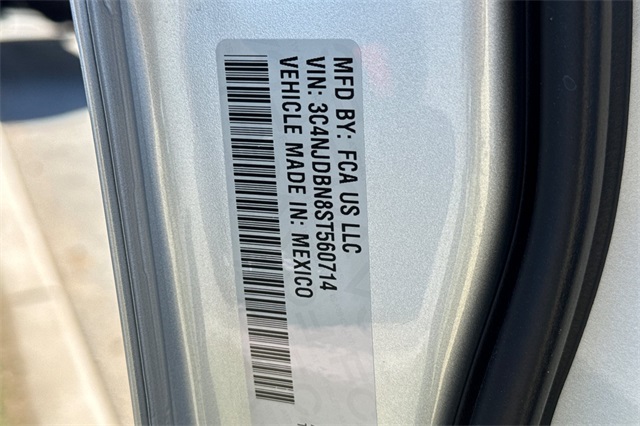 MFD BY: FCA US LLC
VIN: 3C4NJDBN8ST560714
VEHICLE MADE IN: MEXICO